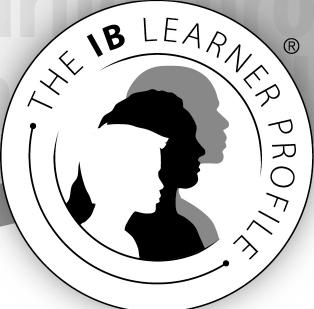 THE IB LEARNER PROFILE
®